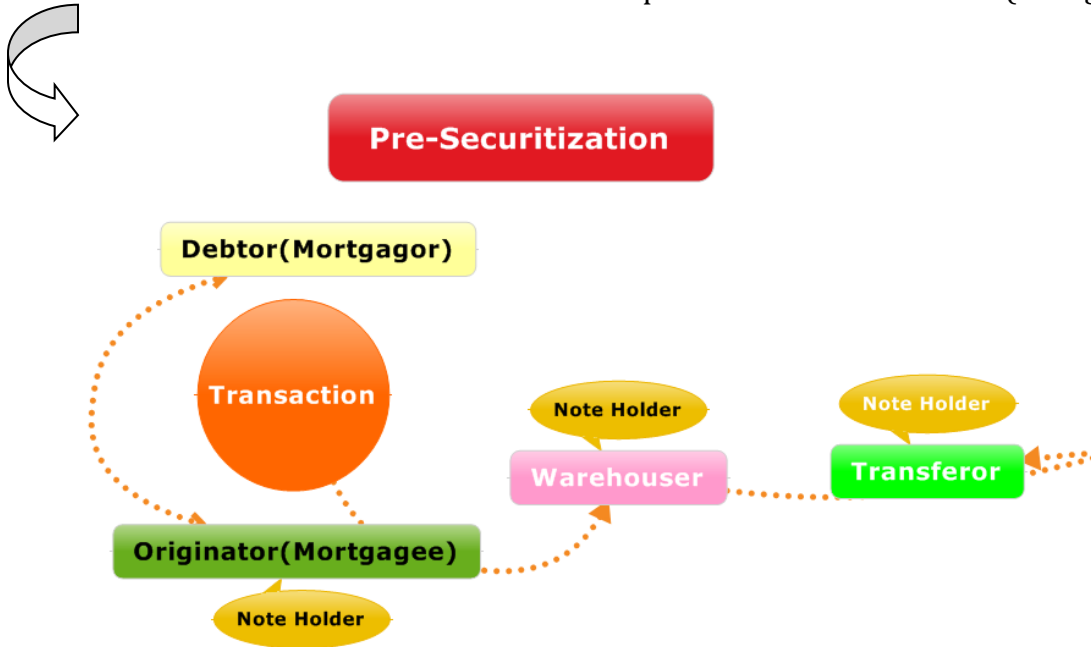 Pre-Securitization
Debtor(Mortgagor)
Transaction
Note Holder
Note Holder
Warehouser
Transferor
Originator(Mortgagee)
Note Holder